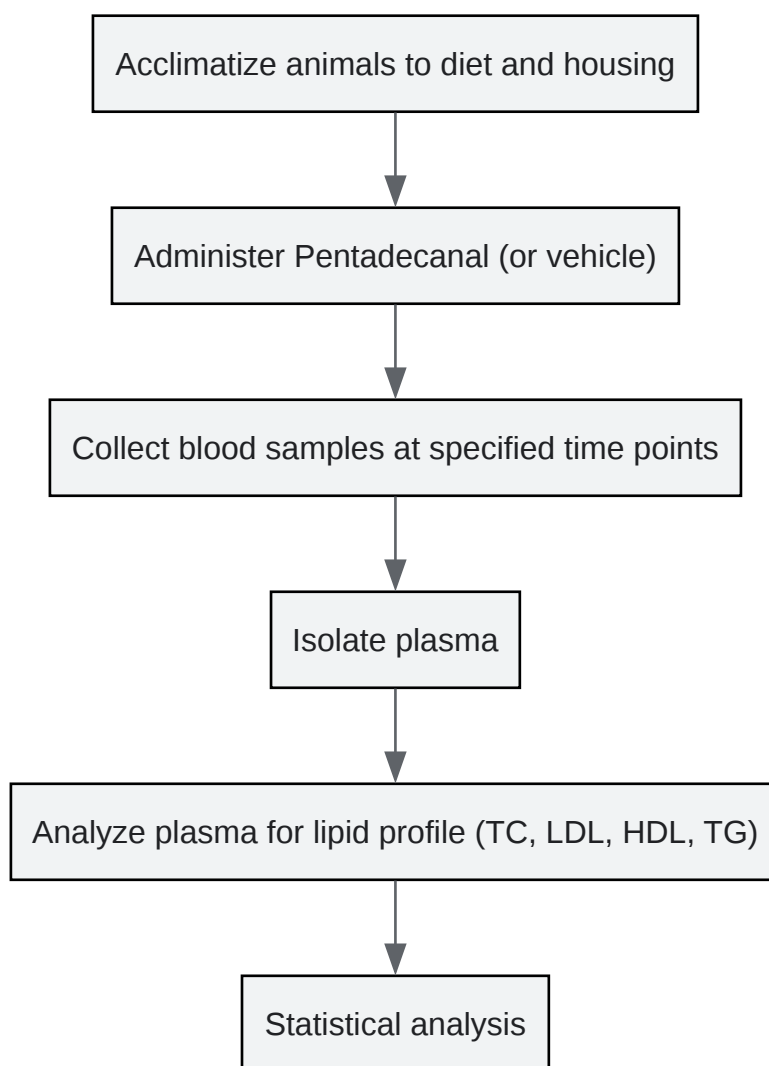 Acclimatize animals to diet and housing
Administer Pentadecanal (or vehicle)
Collect blood samples at specified time points
Isolate plasma
Analyze plasma for lipid profile (TC, LDL, HDL, TG)
Statistical analysis